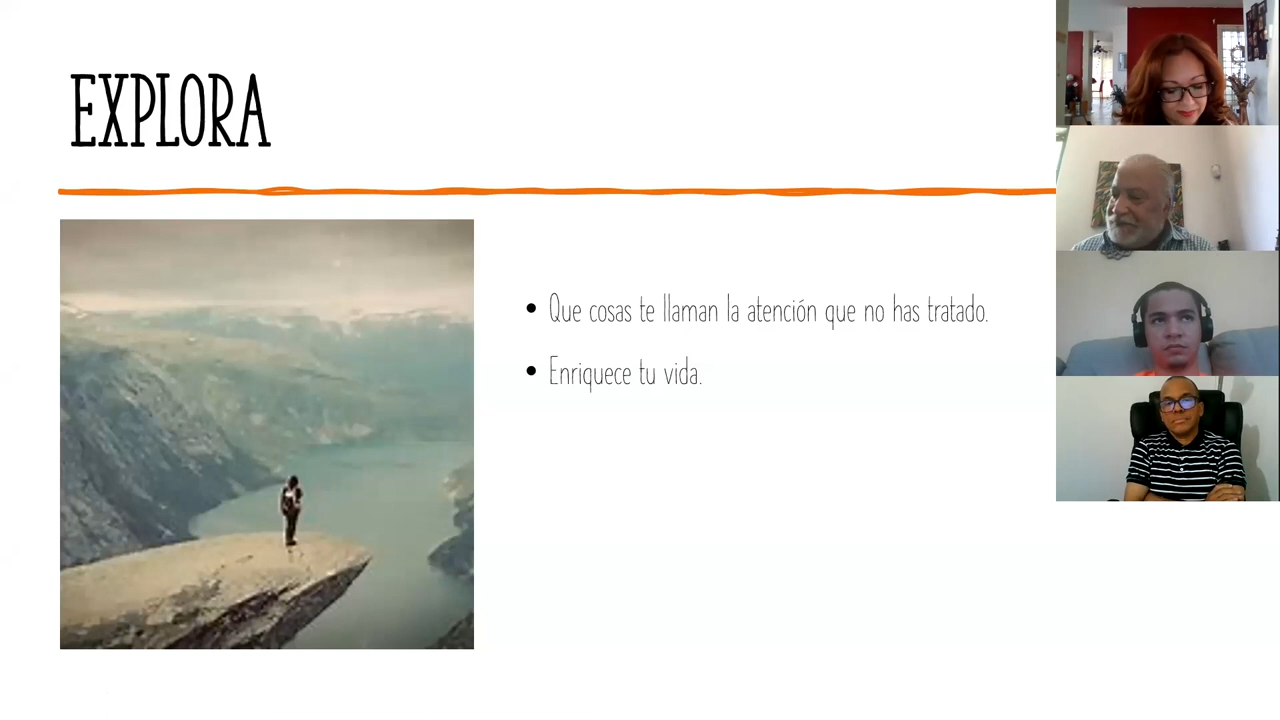 EXPLORA
• Que cosas te llaman la atención que no has tratado.
• Enriquece tu vida.